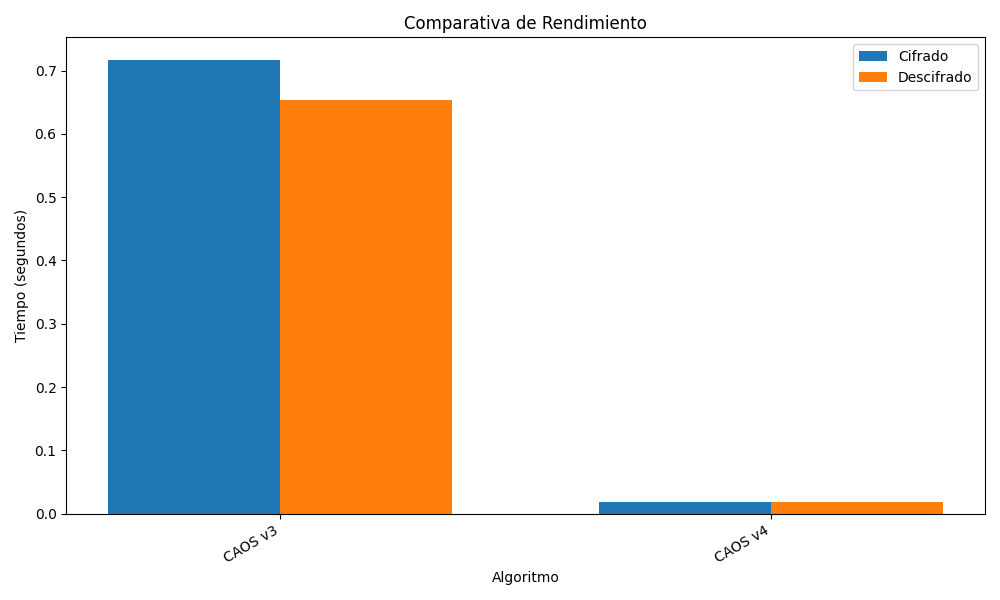 Comparativa de Rendimiento
Cifrado
Descifrado
Tiempo (segundos)
0.7
0.6
0.5
0.4
0.3
0.2
0.1
0.0
CAOS v3
CAOS v4
Algoritmo